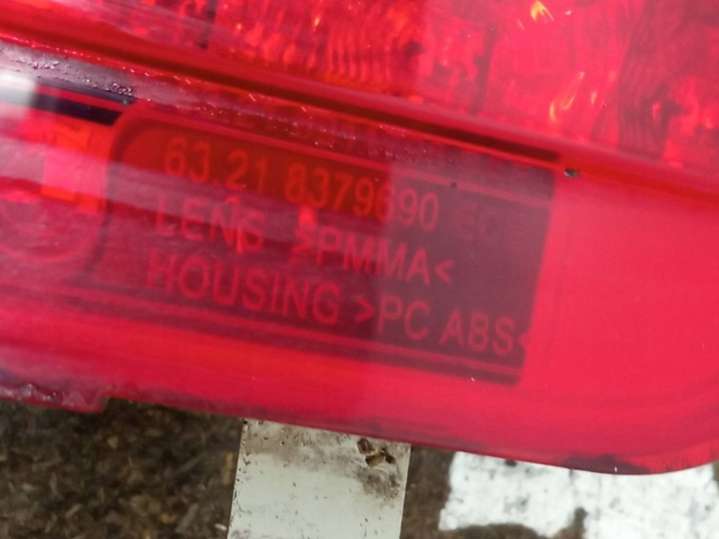 63 21 8379690
LENS >PMMA<
HOUSING >PC ABS<